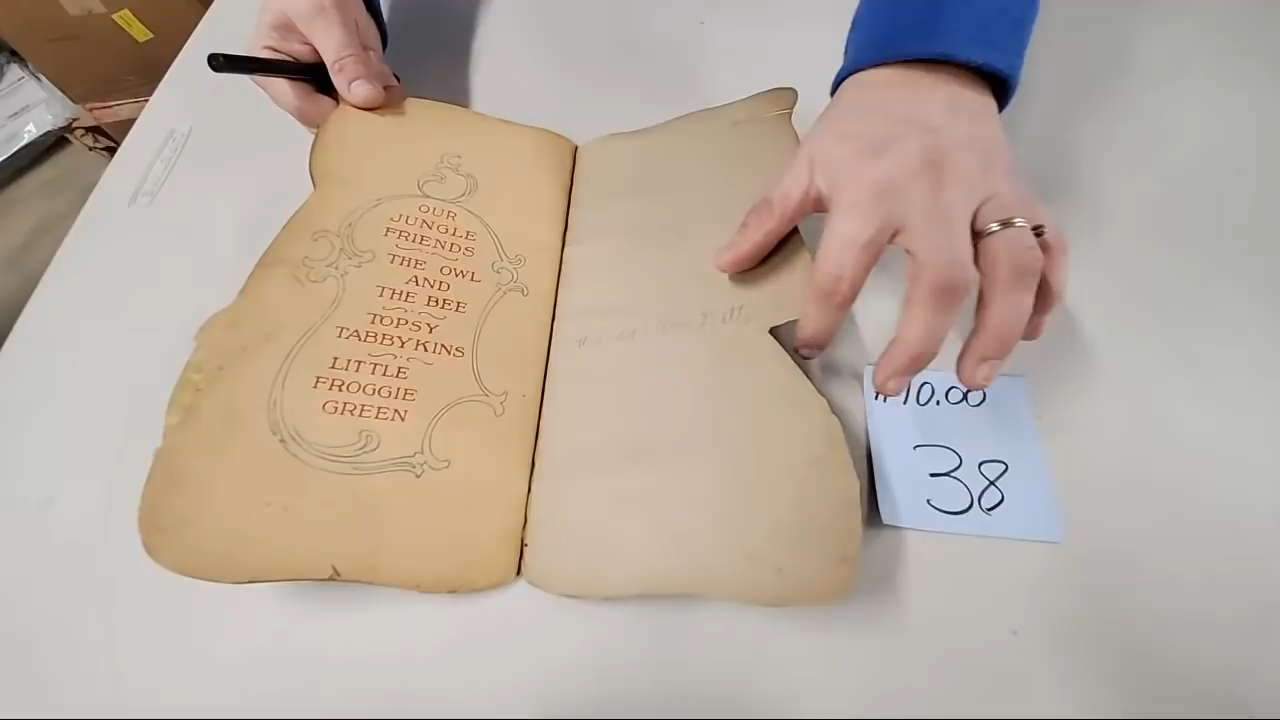 OUR
JUNGLE
FRIENDS
THE OWL
AND
THE BEE
TOPSY
TABBYKINS
LITTLE
FROGGIE
GREEN
10.00
38